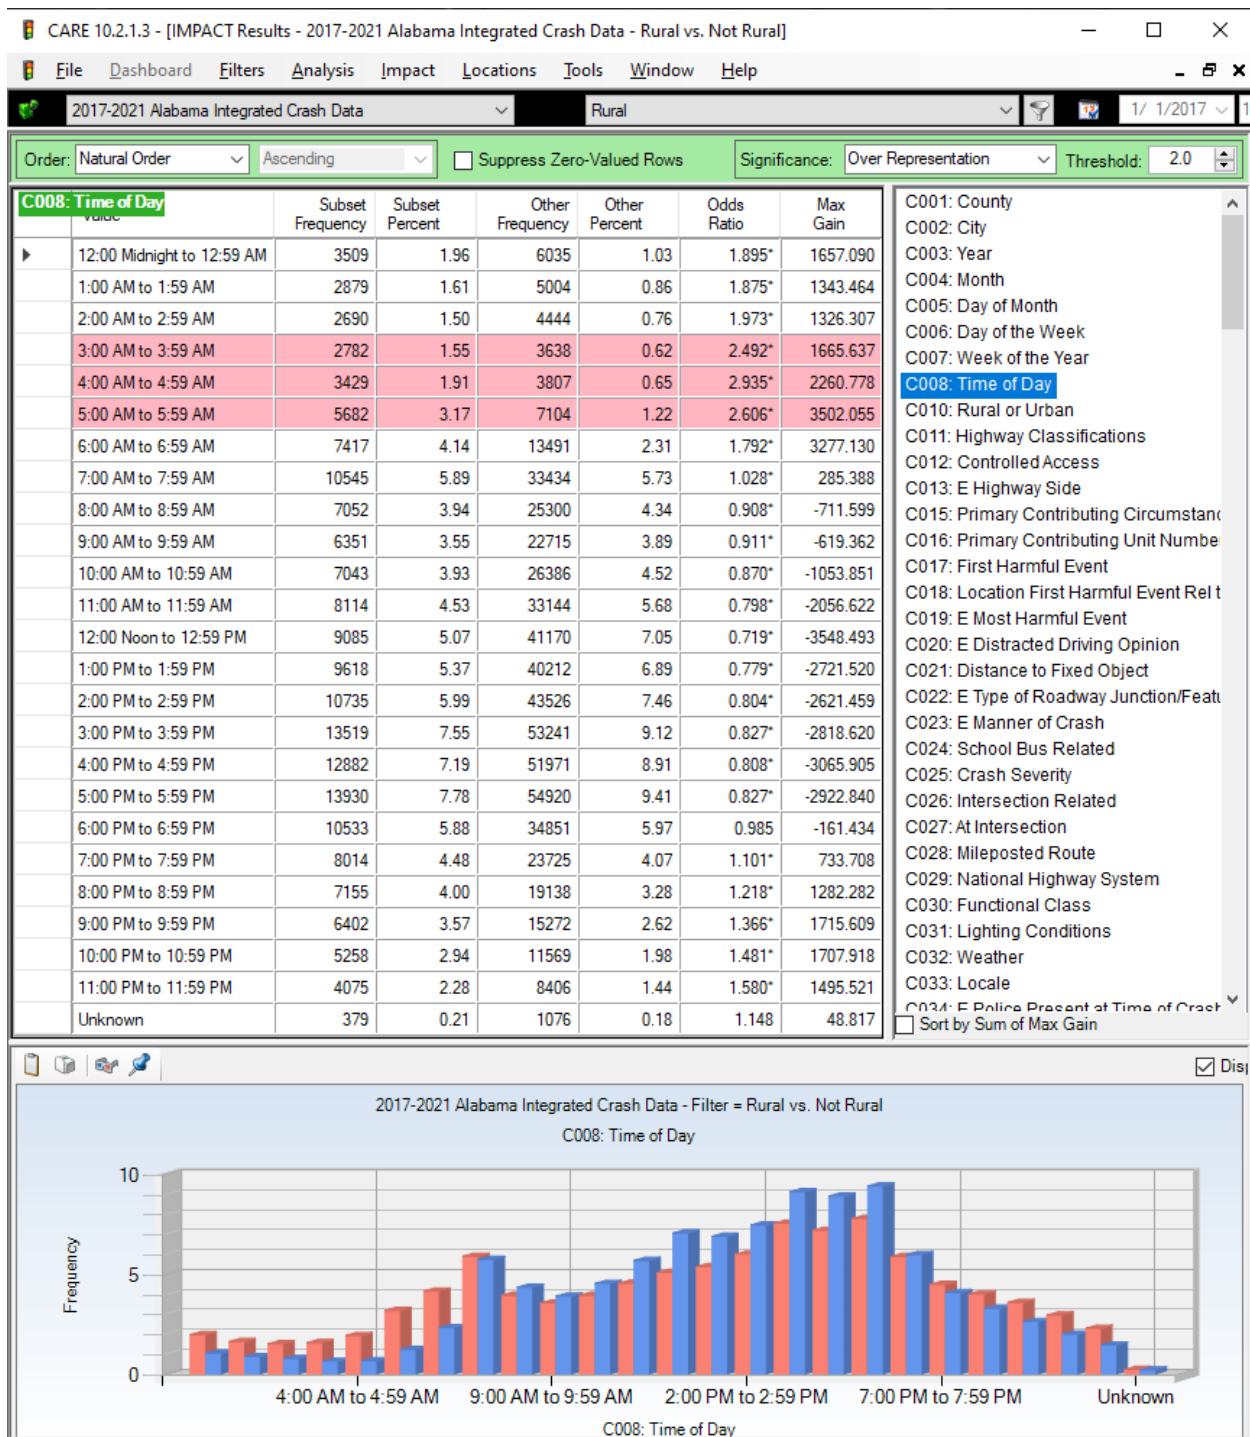 CARE 10.2.1.3 - [IMPACT Results - 2017-2021 Alabama Integrated Crash Data - Rural vs. Not Rural]
File Dashboard Filters Analysis Impact Locations Tools Window Help
2017-2021 Alabama Integrated Crash Data Rural 1/ 1/2017
Order: Natural Order Ascending Suppress Zero-Valued Rows Significance: Over Representation Threshold: 2.0
C008: Time of Day Subset Frequency Subset Percent Other Frequency Other Percent Odds Ratio Max Gain
12:00 Midnight to 12:59 AM 3509 1.96 6035 1.03 1.895* 1657.090
1:00 AM to 1:59 AM 2879 1.61 5004 0.86 1.875* 1343.464
2:00 AM to 2:59 AM 2690 1.50 4444 0.76 1.973* 1326.307
3:00 AM to 3:59 AM 2782 1.55 3638 0.62 2.492* 1665.637
4:00 AM to 4:59 AM 3429 1.91 3807 0.65 2.935* 2260.778
5:00 AM to 5:59 AM 5682 3.17 7104 1.22 2.606* 3502.055
6:00 AM to 6:59 AM 7417 4.14 13491 2.31 1.792* 3277.130
7:00 AM to 7:59 AM 10545 5.89 33434 5.73 1.028* 285.388
8:00 AM to 8:59 AM 7052 3.94 25300 4.34 0.908* -711.599
9:00 AM to 9:59 AM 6351 3.55 22715 3.89 0.911* -619.362
10:00 AM to 10:59 AM 7043 3.93 26386 4.52 0.870* -1053.851
11:00 AM to 11:59 AM 8114 4.53 33144 5.68 0.798* -2056.622
12:00 Noon to 12:59 PM 9085 5.07 41170 7.05 0.719* -3548.493
1:00 PM to 1:59 PM 9618 5.37 40212 6.89 0.779* -2721.520
2:00 PM to 2:59 PM 10735 5.99 43526 7.46 0.804* -2621.459
3:00 PM to 3:59 PM 13519 7.55 53241 9.12 0.827* -2818.620
4:00 PM to 4:59 PM 12882 7.19 51971 8.91 0.808* -3065.905
5:00 PM to 5:59 PM 13930 7.78 54920 9.41 0.827* -2922.840
6:00 PM to 6:59 PM 10533 5.88 34851 5.97 0.985 -161.434
7:00 PM to 7:59 PM 8014 4.48 23725 4.07 1.101* 733.708
8:00 PM to 8:59 PM 7155 4.00 19138 3.28 1.218* 1282.282
9:00 PM to 9:59 PM 6402 3.57 15272 2.62 1.366* 1715.609
10:00 PM to 10:59 PM 5258 2.94 11569 1.98 1.481* 1707.918
11:00 PM to 11:59 PM 4075 2.28 8406 1.44 1.580* 1495.521
Unknown 379 0.21 1076 0.18 1.148 48.817
C001: County
C002: City
C003: Year
C004: Month
C005: Day of Month
C006: Day of the Week
C007: Week of the Year
C008: Time of Day
C010: Rural or Urban
C011: Highway Classifications
C012: Controlled Access
C013: E Highway Side
C015: Primary Contributing Circumstanc
C016: Primary Contributing Unit Number
C017: First Harmful Event
C018: Location First Harmful Event Rel t
C019: E Most Harmful Event
C020: E Distracted Driving Opinion
C021: Distance to Fixed Object
C022: E Type of Roadway Junction/Featu
C023: E Manner of Crash
C024: School Bus Related
C025: Crash Severity
C026: Intersection Related
C027: At Intersection
C028: Mileposted Route
C029: National Highway System
C030: Functional Class
C031: Lighting Conditions
C032: Weather
C033: Locale
C034: E Police Present at Time of Crash
Sort by Sum of Max Gain
Disp
2017-2021 Alabama Integrated Crash Data - Filter = Rural vs. Not Rural
C008: Time of Day
10
5
0
Frequency
4:00 AM to 4:59 AM 9:00 AM to 9:59 AM 2:00 PM to 2:59 PM 7:00 PM to 7:59 PM Unknown
C008: Time of Day